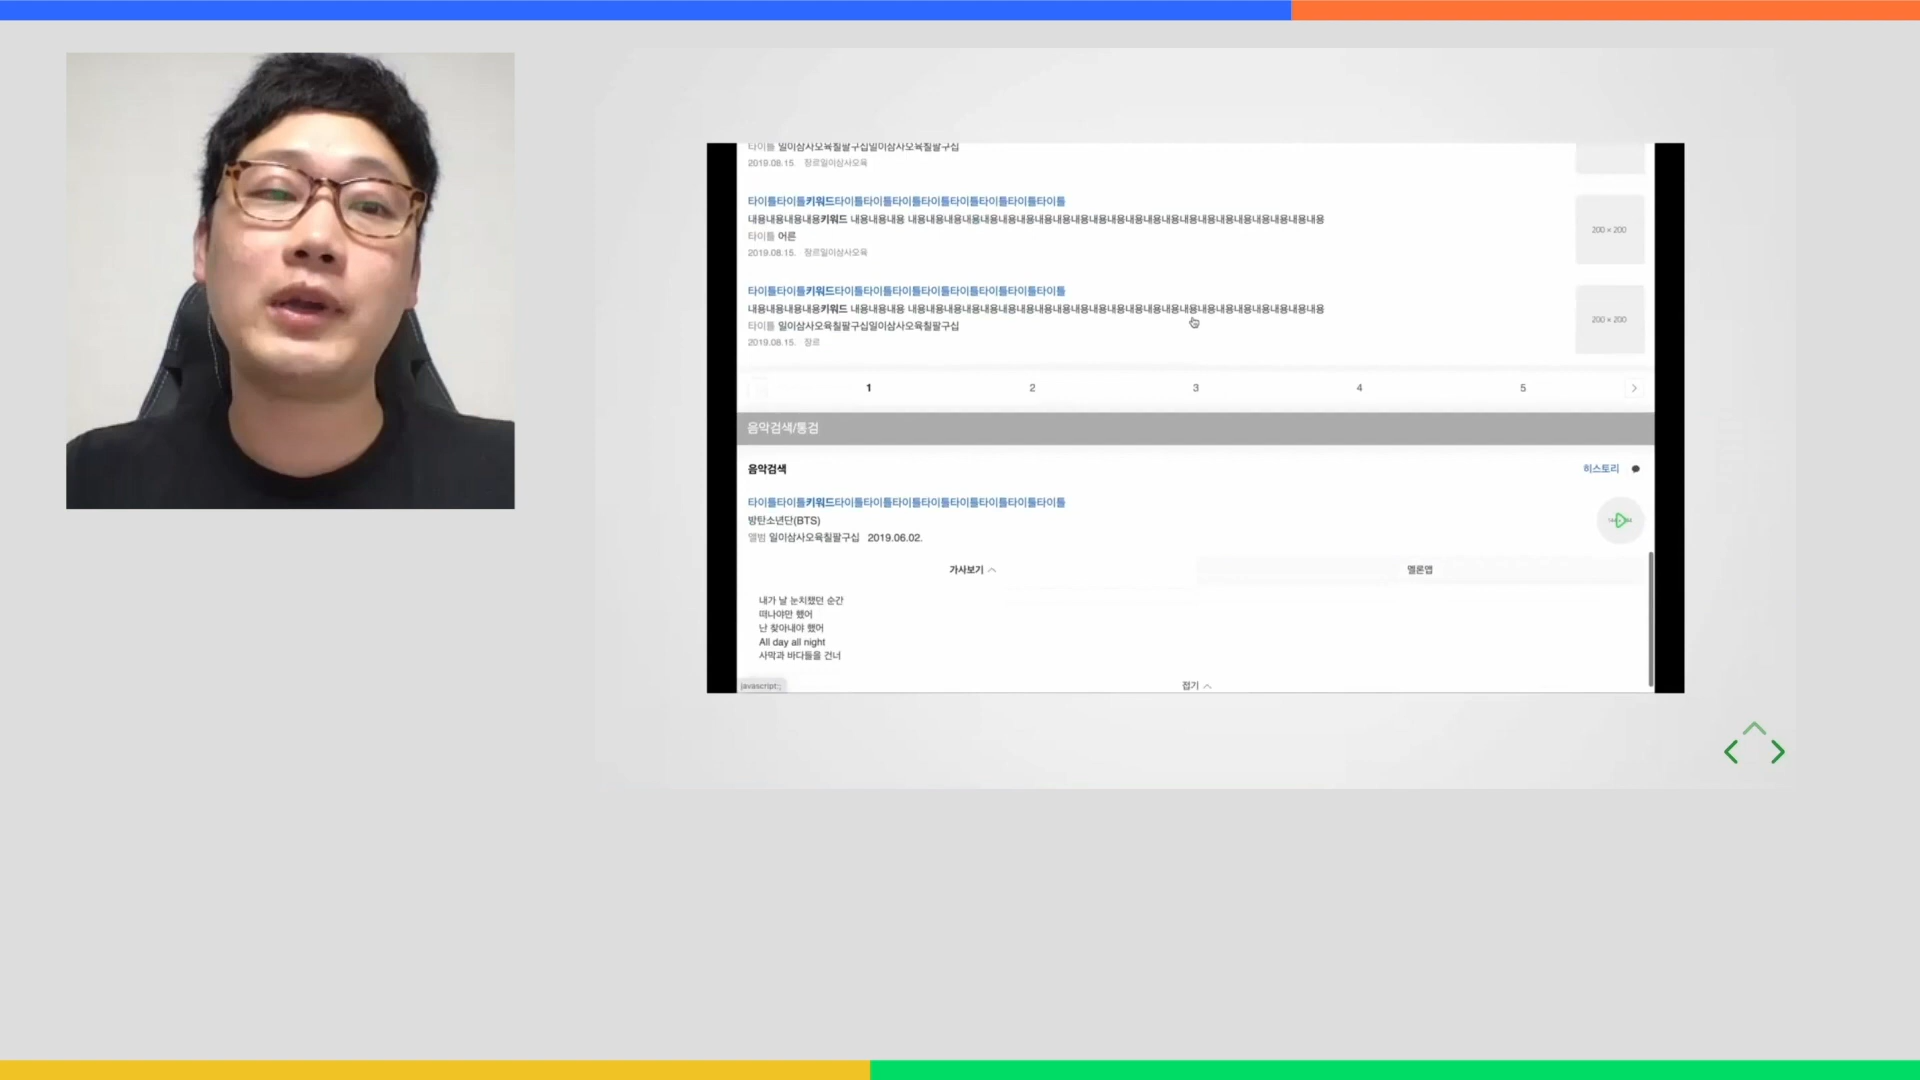 타이틀 일이삼사오육칠팔구십일이삼사오육칠팔구십
2019.08.15. 장르일이삼사오육
타이틀타이틀키워드타이틀타이틀타이틀타이틀타이틀타이틀타이틀타이틀
내용내용내용내용키워드 내용내용내용 내용내용내용내용내용내용내용내용내용내용내용내용내용내용내용내용내용내용내용내용내용내용내용
타이틀 어른
2019.08.15. 장르일이삼사오육
200 × 200
타이틀타이틀키워드타이틀타이틀타이틀타이틀타이틀타이틀타이틀타이틀
내용내용내용내용키워드 내용내용내용 내용내용내용내용내용내용내용내용내용내용내용내용내용내용내용내용내용내용내용내용내용내용내용
타이틀 일이삼사오육칠팔구십일이삼사오육칠팔구십
2019.08.15. 장르
200 × 200
1 2 3 4 5
음악검색/통검
음악검색
히스토리
타이틀타이틀키워드타이틀타이틀타이틀타이틀타이틀타이틀타이틀타이틀
방탄소년단(BTS)
앨범 일이삼사오육칠팔구십 2019.06.02.
가사보기
멜론앱
내가 날 눈치챘던 순간
떠나야만 했어
난 찾아내야 했어
All day all night
사막과 바다들을 건너
javascript:;
접기